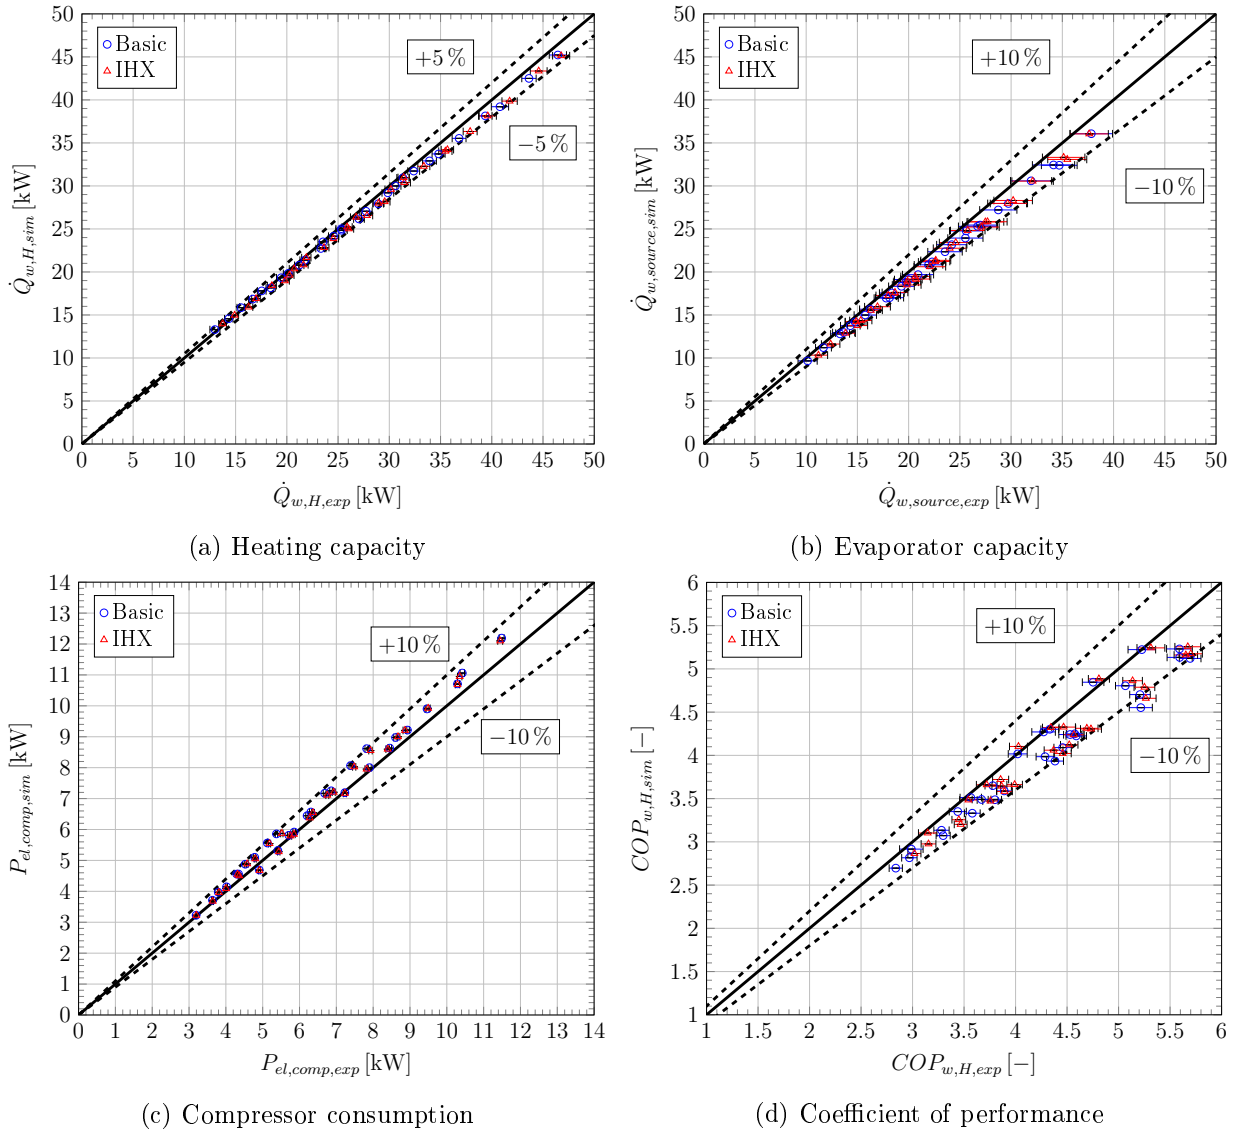 50
45
40
35
30
25
20
15
10
5
0
0 5 10 15 20 25 30 35 40 45 50
Basic
IHX
+5 %
−5 %
Q̇w,H,sim [kW]
Q̇w,H,exp [kW]
(a) Heating capacity
50
45
40
35
30
25
20
15
10
5
0
0 5 10 15 20 25 30 35 40 45 50
Basic
IHX
+10 %
−10 %
Q̇w,source,sim [kW]
Q̇w,source,exp [kW]
(b) Evaporator capacity
14
13
12
11
10
9
8
7
6
5
4
3
2
1
0
0 1 2 3 4 5 6 7 8 9 10 11 12 13 14
Basic
IHX
+10 %
−10 %
Pel,comp,sim [kW]
Pel,comp,exp [kW]
(c) Compressor consumption
6
5.5
5
4.5
4
3.5
3
2.5
2
1.5
1
1 1.5 2 2.5 3 3.5 4 4.5 5 5.5 6
Basic
IHX
+10 %
−10 %
COPw,H,sim [−]
COPw,H,exp [−]
(d) Coefficient of performance